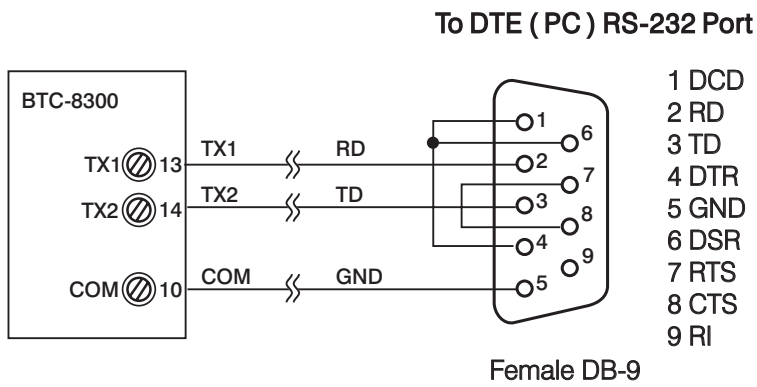 To DTE ( PC ) RS-232 Port
BTC-8300
TX1 13 TX1 RD
TX2 14 TX2 TD
COM 10 COM GND
1
6
2
7
3
8
4
9
5
1 DCD
2 RD
3 TD
4 DTR
5 GND
6 DSR
7 RTS
8 CTS
9 RI
Female DB-9